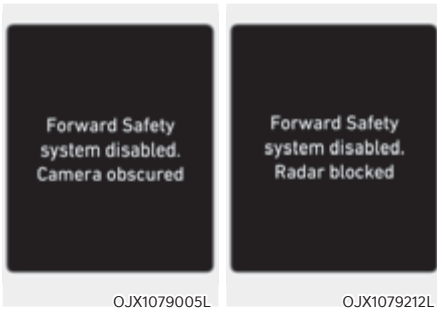 Forward Safety
system disabled.
Camera obscured
OJX1079005L
Forward Safety
system disabled.
Radar blocked
OJX1079212L